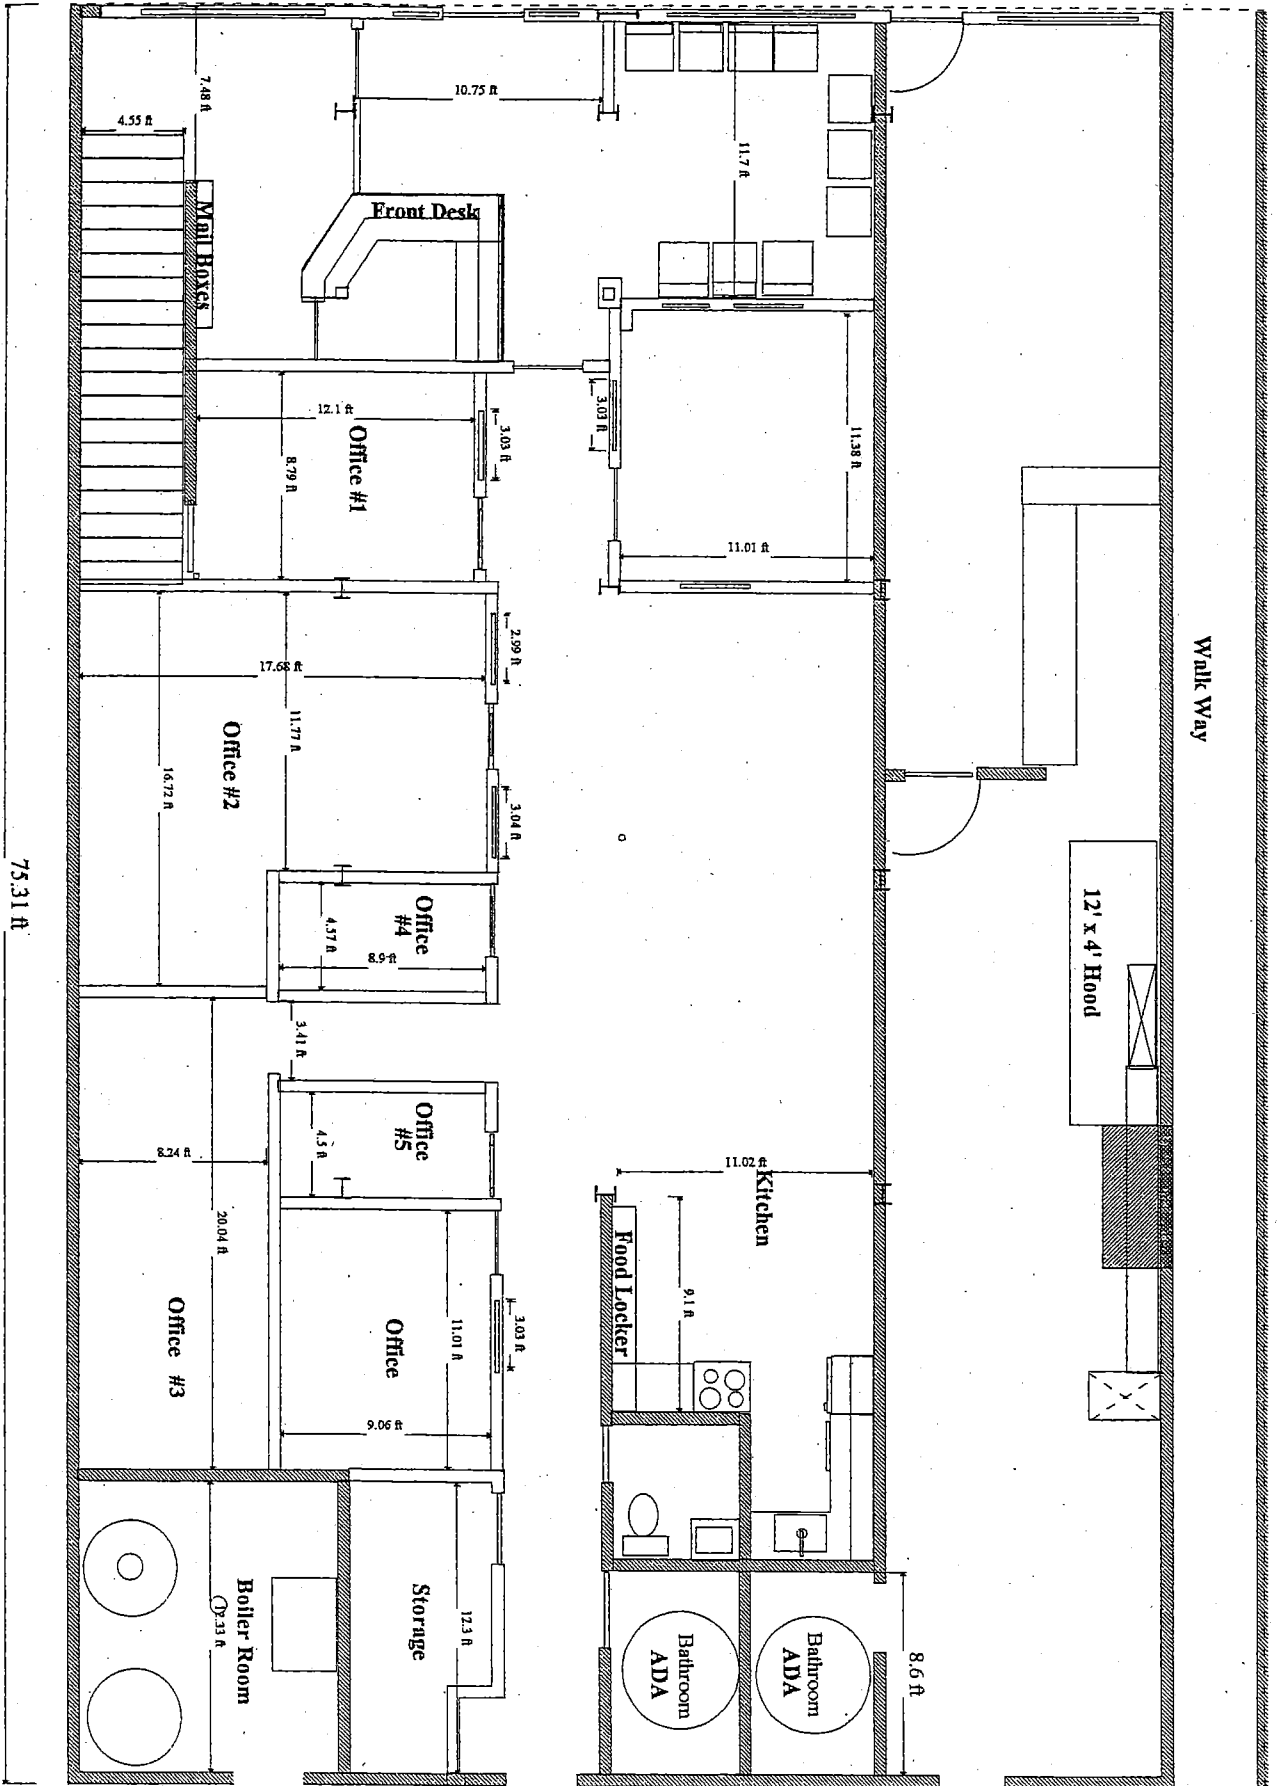 7.48 ft
4.55 ft
10.75 ft
11.7 ft
Mail Boxes
Front Desk
12.1 ft
8.79 ft
Office #1
3.03 ft
3.03 ft
11.38 ft
11.01 ft
17.68 ft
11.77 ft
16.72 ft
Office #2
2.99 ft
3.04 ft
Walk Way
12' x 4' Hood
75.31 ft
Office
#4
4.57 ft
8.9 ft
3.41 ft
Office
#5
4.5 ft
8.24 ft
20.04 ft
Office #3
Office
11.01 ft
9.06 ft
3.03 ft
11.02 ft
Kitchen
Food Locker
9.1 ft
Boiler Room
12.33 ft
Storage
12.3 ft
Bathroom
ADA
Bathroom
ADA
8.6 ft